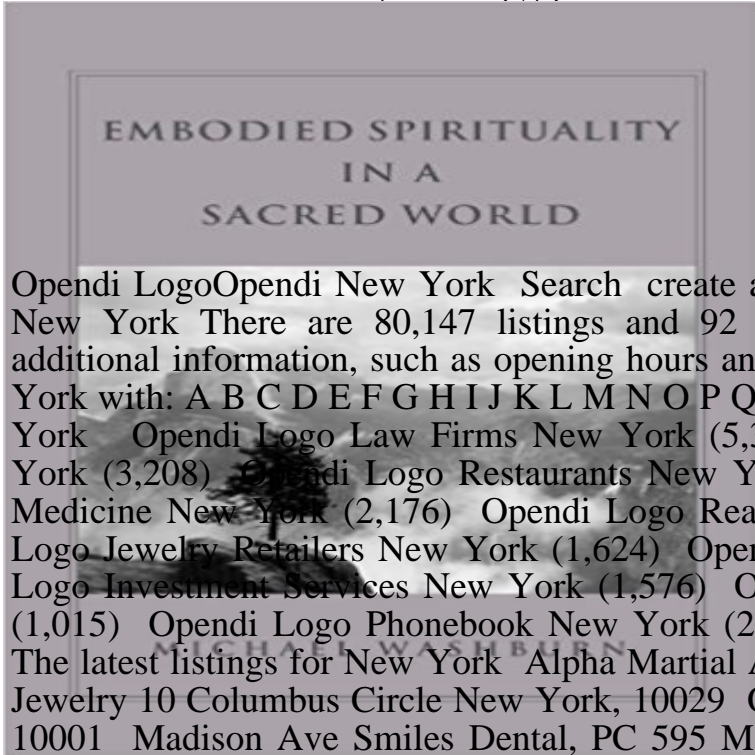 EMBODIED SPIRITUALITY
IN A
SACRED WORLD
Opendi LogoOpendi New York Search create a
New York There are 80,147 listings and 92
additional information, such as opening hours an
York with: A B C D E F G H I J K L M N O P Q
York Opendi Logo Law Firms New York (5,3
York (3,208) Opendi Logo Restaurants New Y
Medicine New York (2,176) Opendi Logo Rea
Logo Jewelry Retailers New York (1,624) Open
Logo Investment Services New York (1,576) O
(1,015) Opendi Logo Phonebook New York (2
MICHAEL WASHBURN
The latest listings for New York Alpha Martial A
Jewelry 10 Columbus Circle New York, 10029
10001 Madison Ave Smiles Dental, PC 595 M